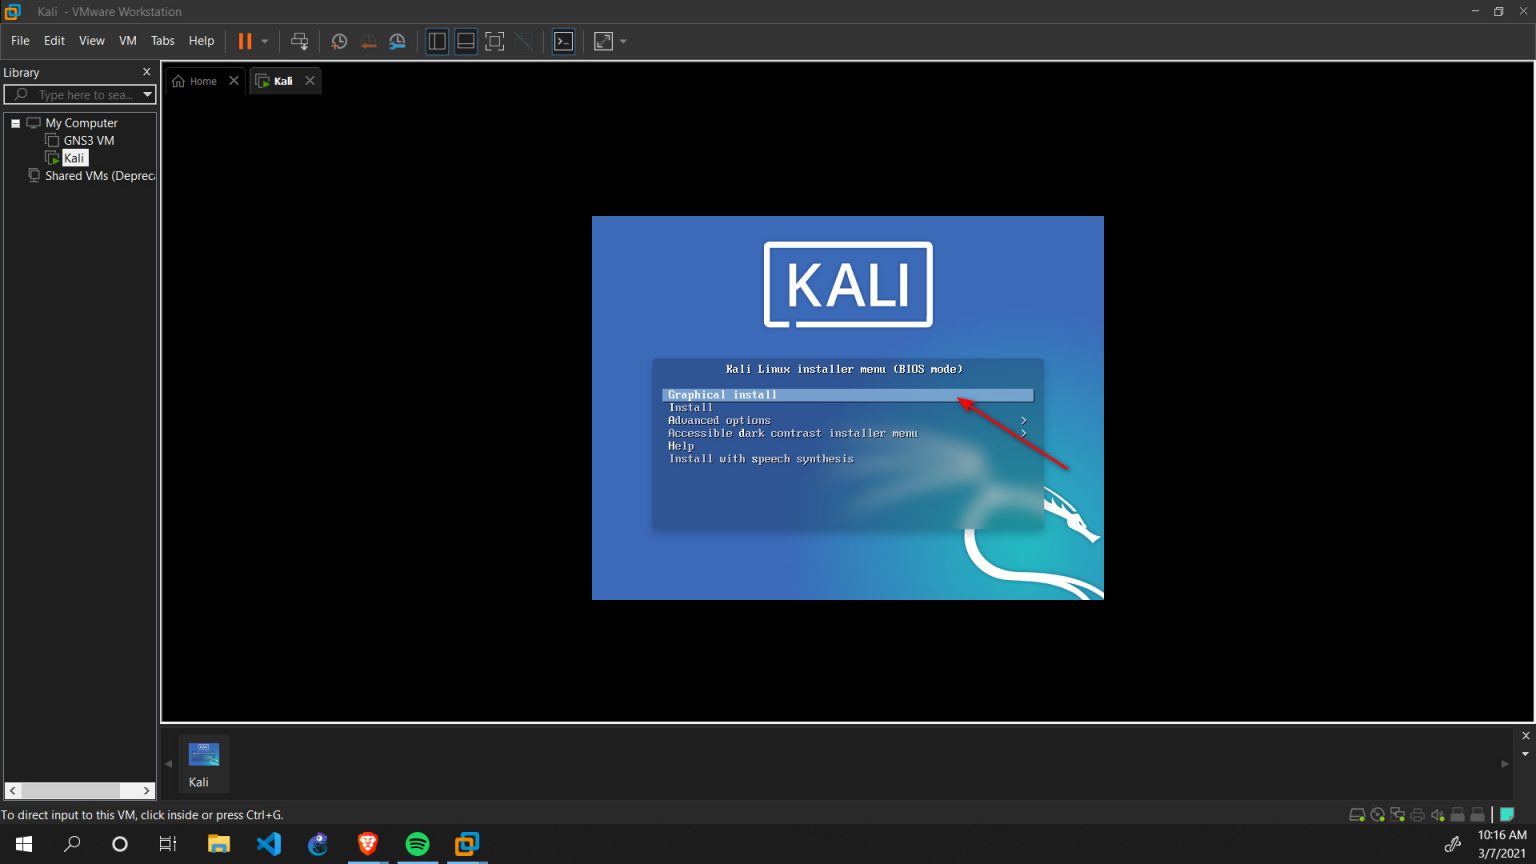 Kali - VMware Workstation
File Edit View VM Tabs Help
Library
Type here to sea...
My Computer
GNS3 VM
Kali
Shared VMs (Depreca
Home
Kali
KALI
Kali Linux installer menu (BIOS mode)
Graphical install
Install
Advanced options >
Accessible dark contrast installer menu >
Help
Install with speech synthesis
Kali
To direct input to this VM, click inside or press Ctrl+G.
10:16 AM
3/7/2021